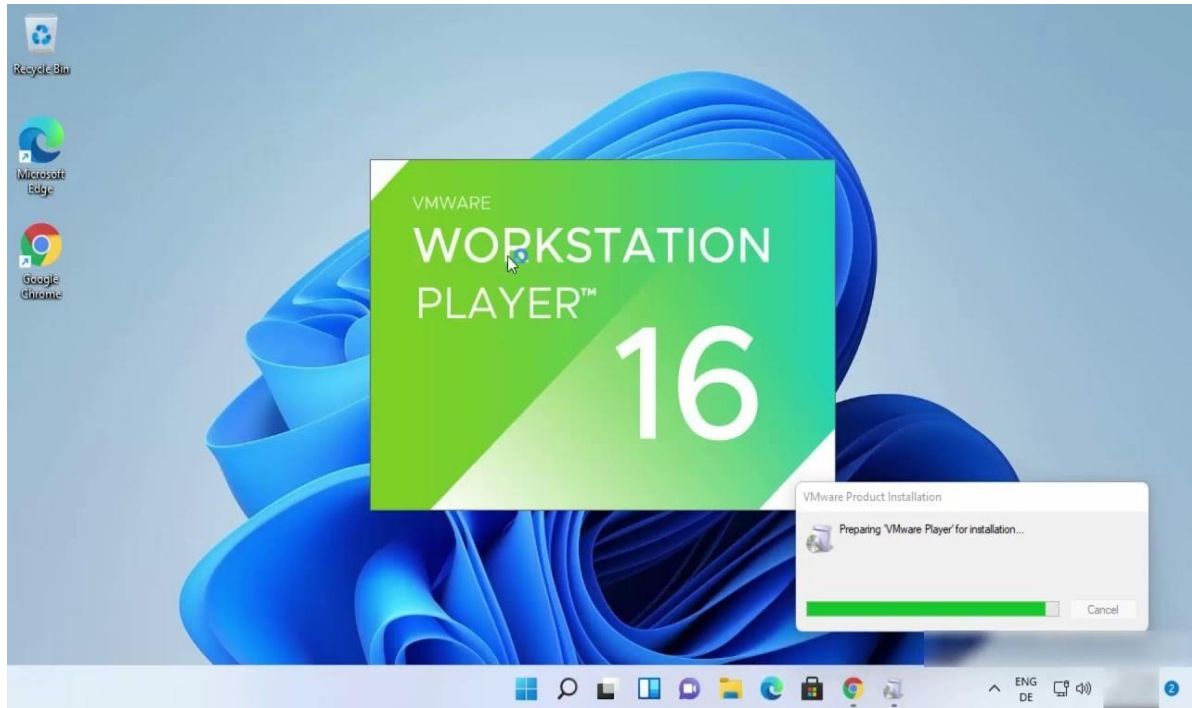 Recycle Bin
Microsoft
Edge
Google
Chrome
VMWARE
WORKSTATION
PLAYER™
16
VMware Product Installation
Preparing 'VMware Player' for installation...
Cancel
ENG
DE
2